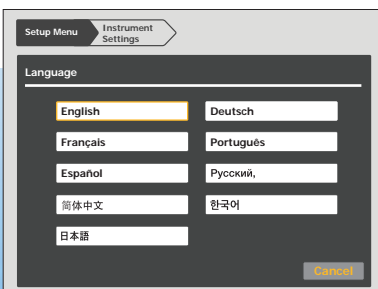 Setup Menu
Instrument
Settings
Language
English
Deutsch
Français
Português
Español
Русский,
简体中文
한국어
日本語
Cancel